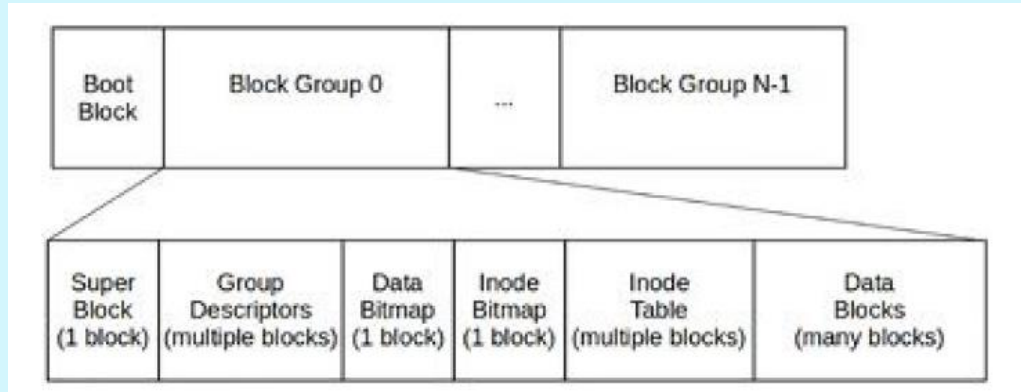 Boot
Block
Block Group 0
...
Block Group N-1
Super
Block
(1 block)
Group
Descriptors
(multiple blocks)
Data
Bitmap
(1 block)
Inode
Bitmap
(1 block)
Inode
Table
(multiple blocks)
Data
Blocks
(many blocks)